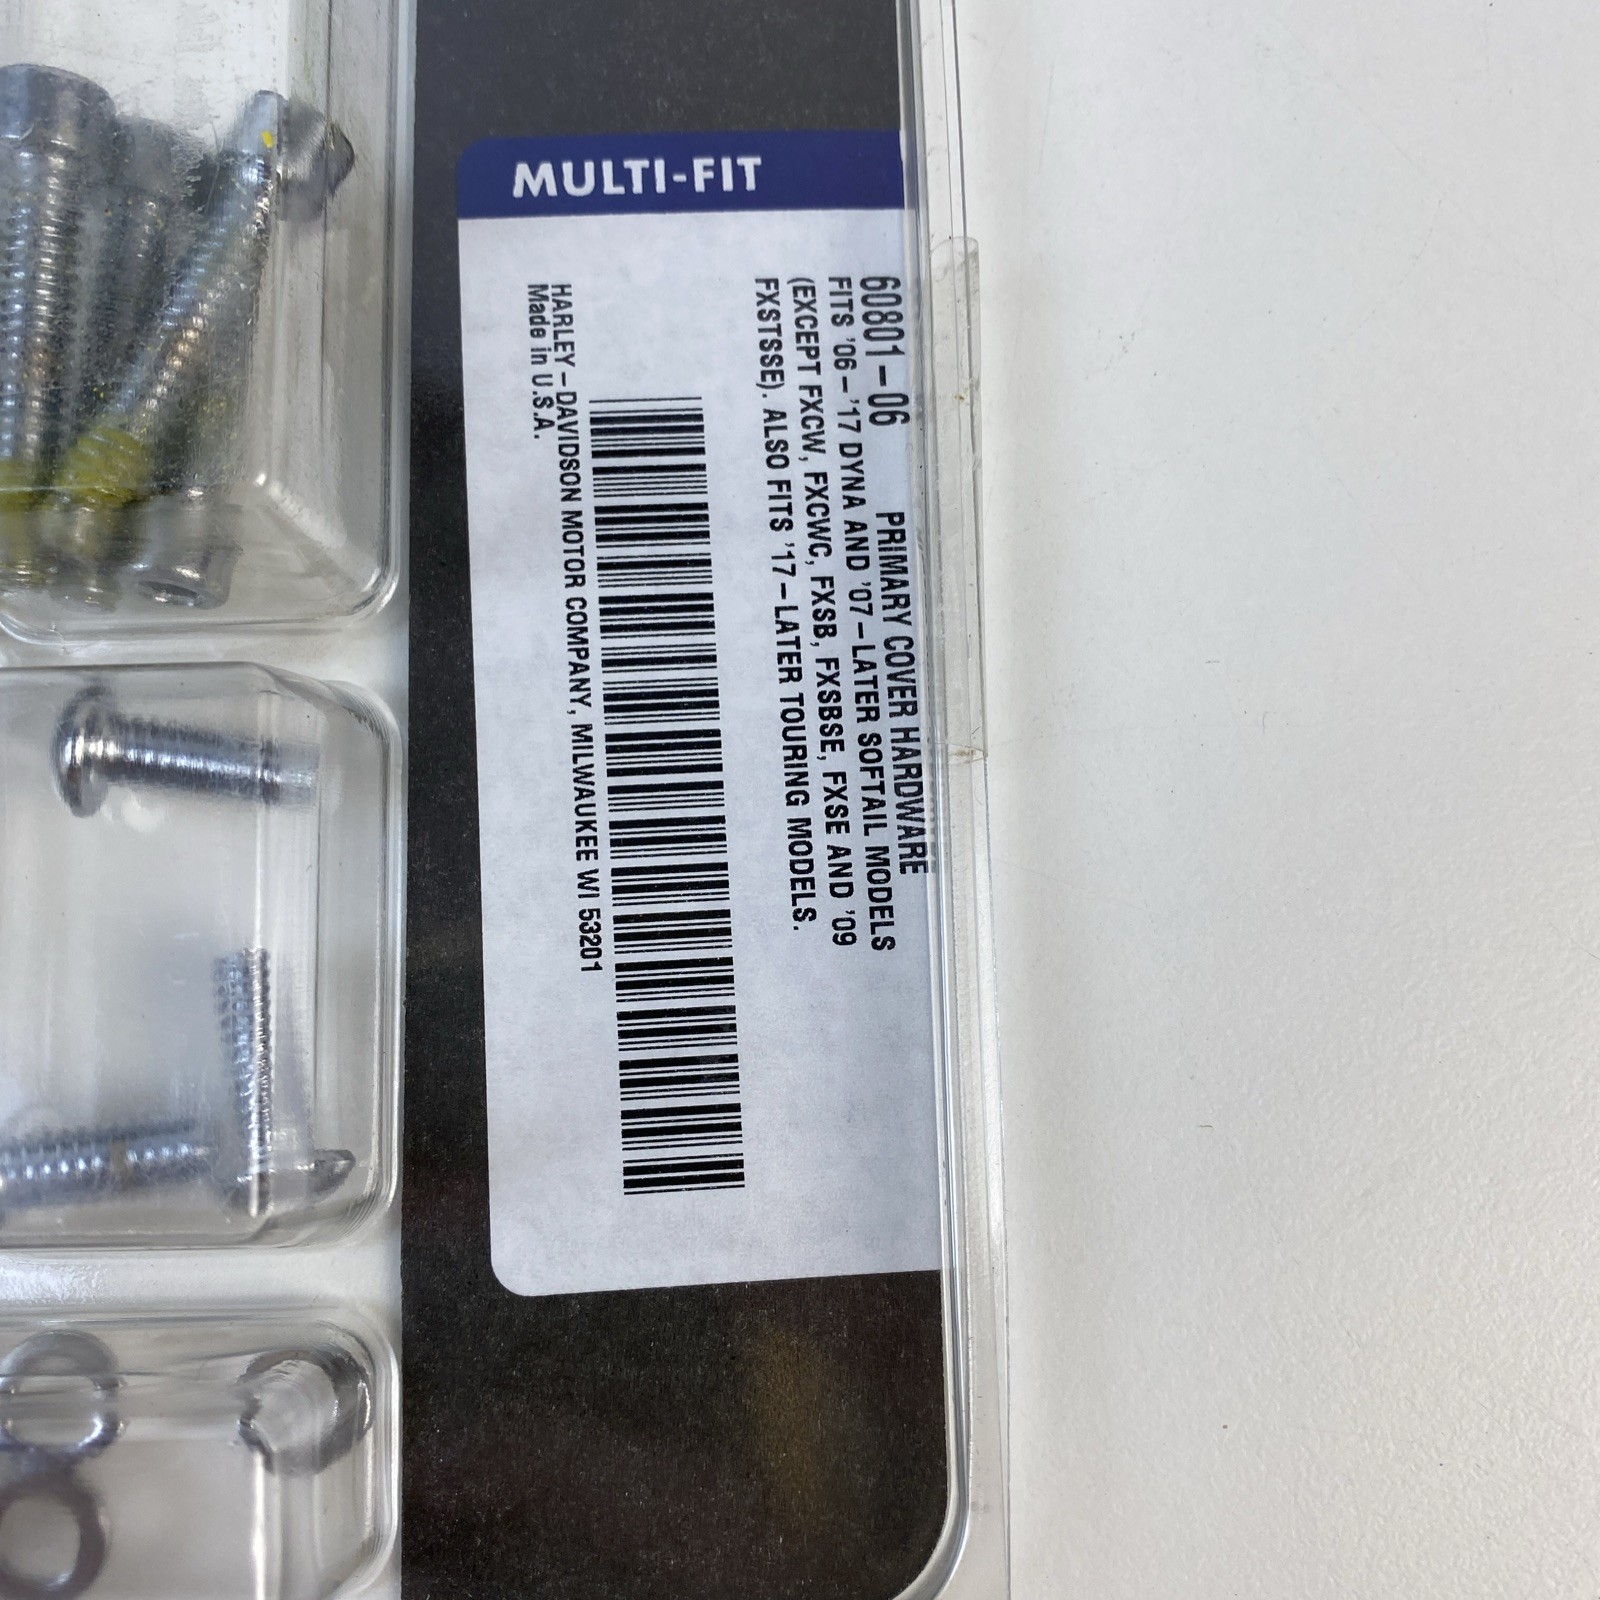 MULTI-FIT
60801-06 PRIMARY COVER HARDWARE
FITS '06-'17 DYNA AND '07-LATER SOFTAIL MODELS
(EXCEPT FXCW, FXCWC, FXSB, FXSBSE, FXSE AND '09
FXSTSSE). ALSO FITS '17-LATER TOURING MODELS.
HARLEY-DAVIDSON MOTOR COMPANY, MILWAUKEE WI 53201
Made in U.S.A.